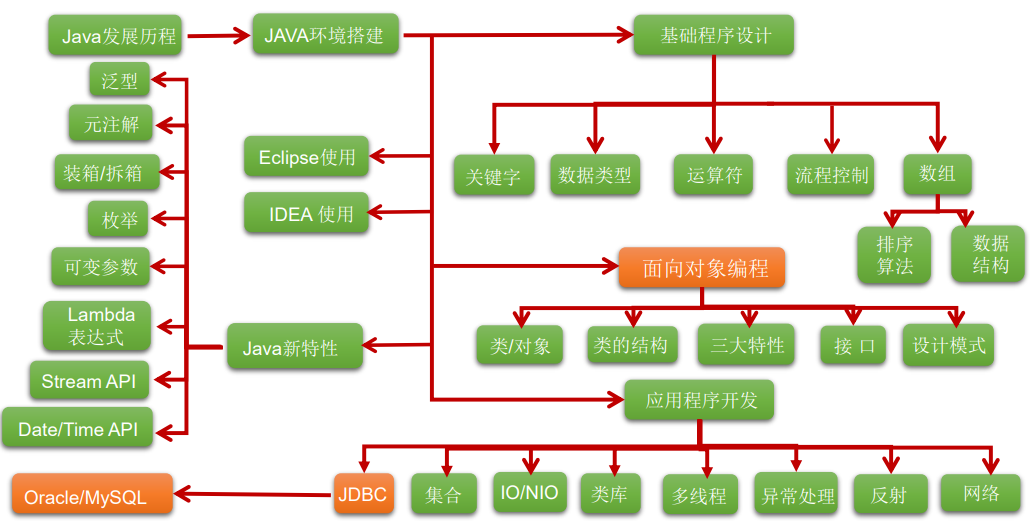 Java发展历程
JAVA环境搭建
基础程序设计
泛型
元注解
装箱/拆箱
枚举
可变参数
Lambda
表达式
Stream API
Date/Time API
Java新特性
Eclipse使用
IDEA 使用
关键字
数据类型
运算符
流程控制
数组
排序
算法
数据
结构
面向对象编程
类/对象
类的结构
三大特性
接 口
设计模式
应用程序开发
Oracle/MySQL
JDBC
集合
IO/NIO
类库
多线程
异常处理
反射
网络